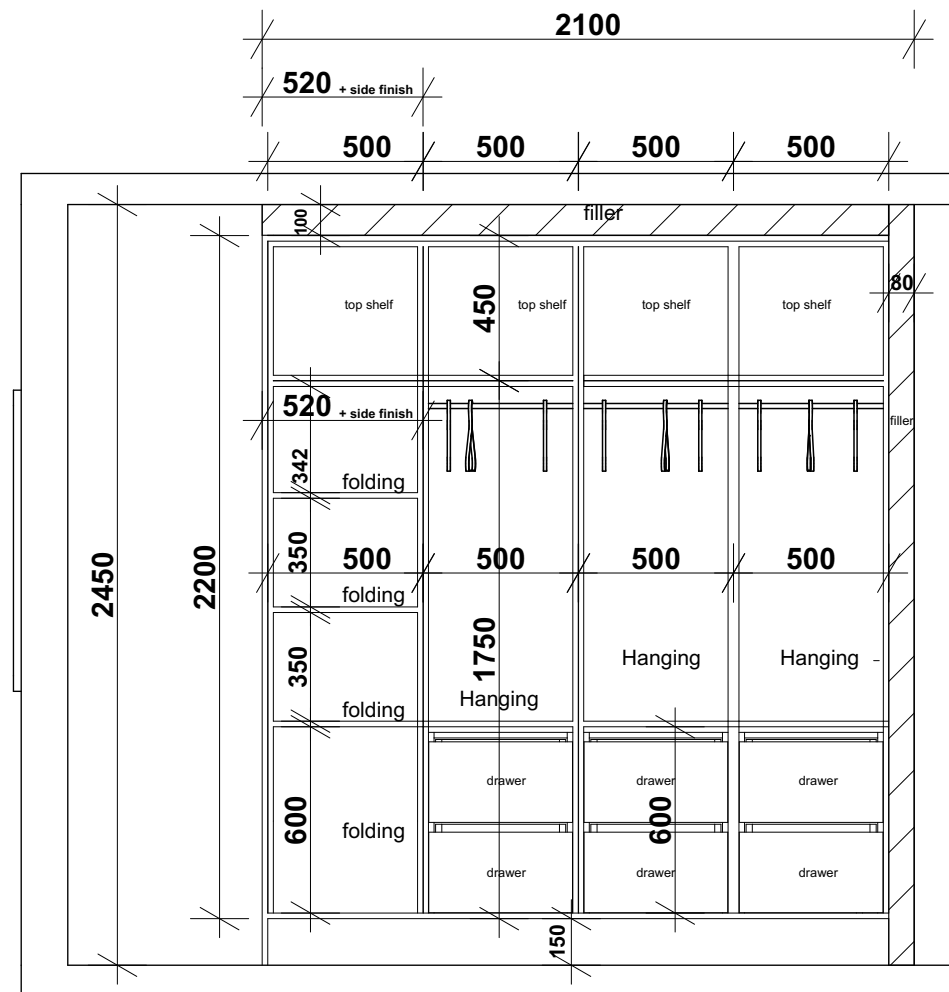 2100
520 + side finish
500 500 500 500
100
filler
80
top shelf top shelf top shelf top shelf
450
520 + side finish
filler
342
folding
350
500 500 500 500
folding
2450
2200
1750
350
Hanging Hanging
Hanging
folding
drawer drawer drawer
600
600
folding
drawer drawer drawer
150